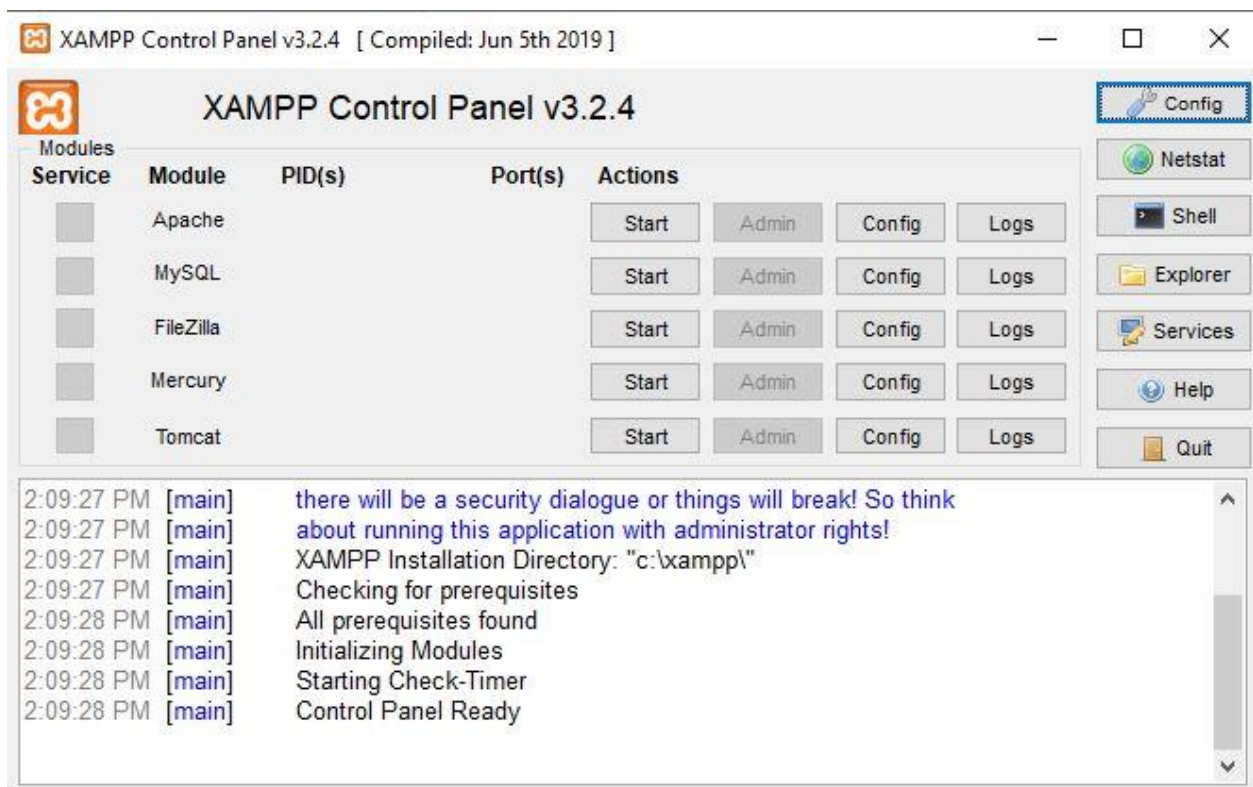 XAMPP Control Panel v3.2.4 [ Compiled: Jun 5th 2019 ]
XAMPP Control Panel v3.2.4
Config
Modules
Netstat
Service Module PID(s) Port(s) Actions
Apache Start Admin Config Logs
Shell
MySQL Start Admin Config Logs
Explorer
FileZilla Start Admin Config Logs
Services
Mercury Start Admin Config Logs
Help
Tomcat Start Admin Config Logs
Quit
2:09:27 PM [main] there will be a security dialogue or things will break! So think
2:09:27 PM [main] about running this application with administrator rights!
2:09:27 PM [main] XAMPP Installation Directory: "c:\xampp\"
2:09:27 PM [main] Checking for prerequisites
2:09:28 PM [main] All prerequisites found
2:09:28 PM [main] Initializing Modules
2:09:28 PM [main] Starting Check-Timer
2:09:28 PM [main] Control Panel Ready